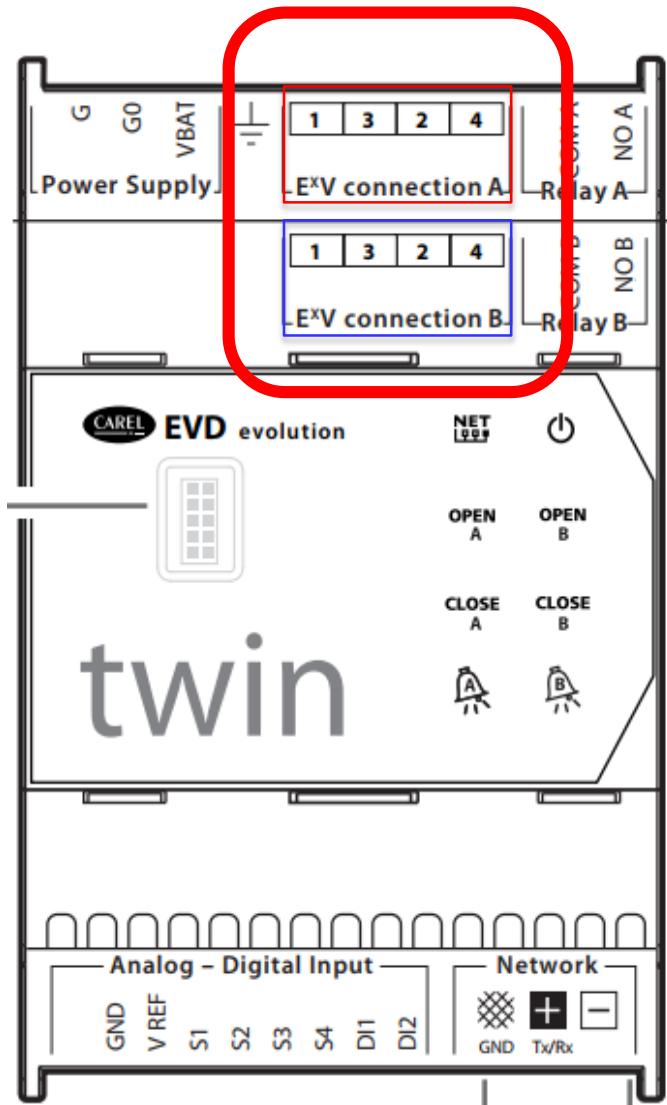 G G0 VBAT 1 3 2 4 COM A NO A
Power Supply EˣV connection A Relay A
1 3 2 4 COM B NO B
EˣV connection B Relay B
CAREL EVD evolution NET
OPEN A OPEN B
CLOSE A CLOSE B
twin A B
Analog – Digital Input Network
GND V REF S1 S2 S3 S4 DI1 DI2 + −
GND Tx/Rx